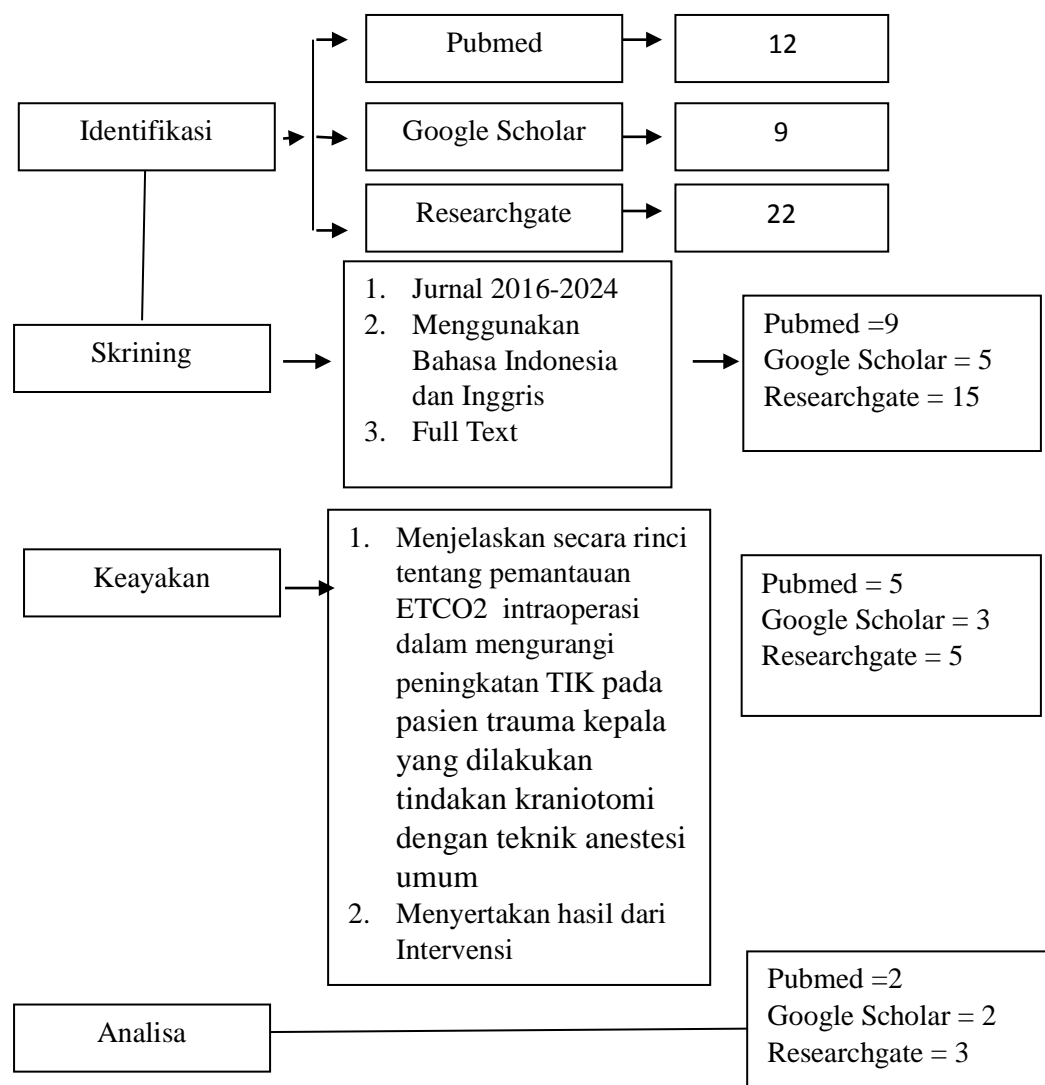 Pubmed
12
Identifikasi
Google Scholar
9
Researchgate
22
Skrining
1. Jurnal 2016-2024
2. Menggunakan
Bahasa Indonesia
dan Inggris
3. Full Text
Pubmed =9
Google Scholar = 5
Researchgate = 15
Keayakan
1. Menjelaskan secara rinci
tentang pemantauan
ETCO2 intraoperasi
dalam mengurangi
peningkatan TIK pada
pasien trauma kepala
yang dilakukan
tindakan kraniotomi
dengan teknik anestesi
umum
2. Menyertakan hasil dari
Intervensi
Pubmed = 5
Google Scholar = 3
Researchgate = 5
Analisa
Pubmed =2
Google Scholar = 2
Researchgate = 3